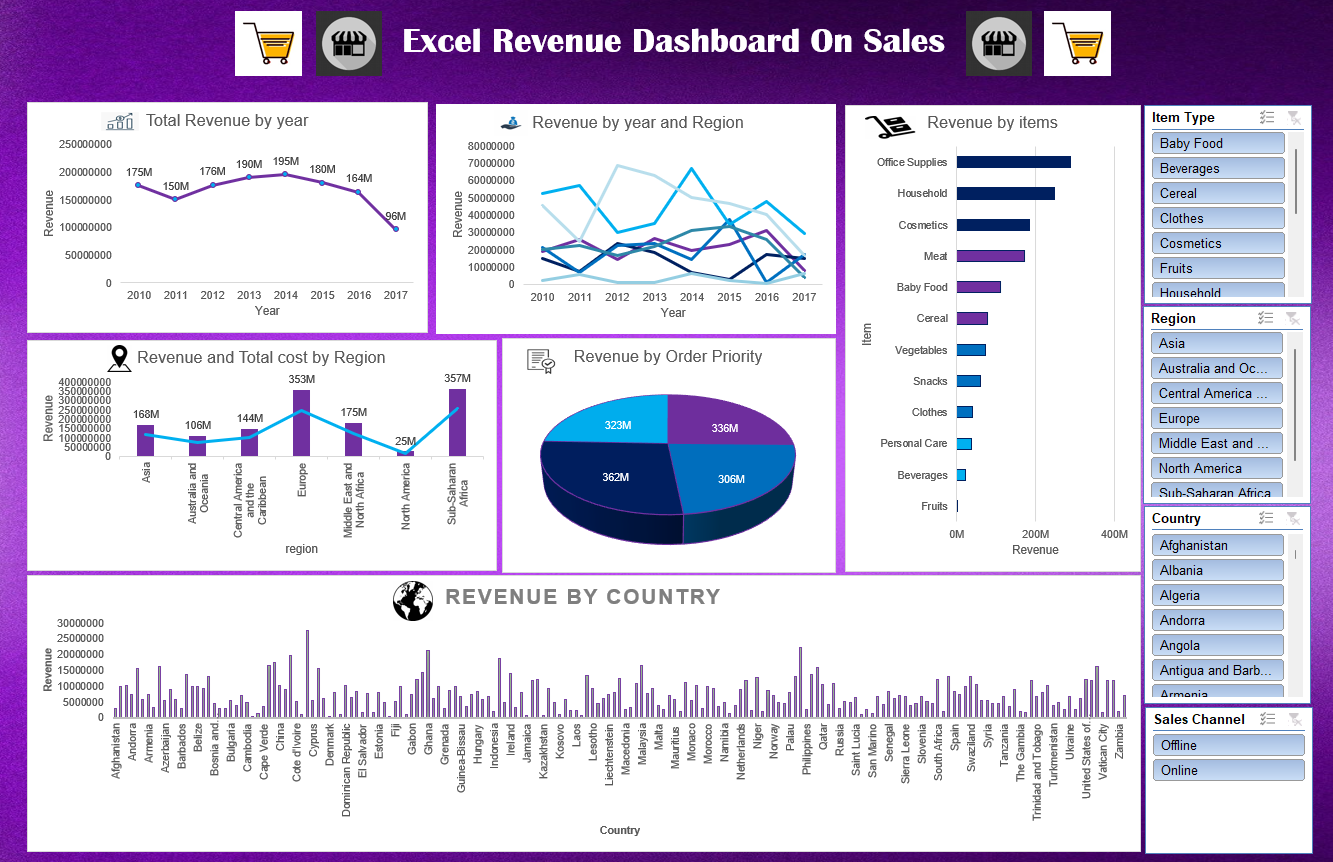 Excel Revenue Dashboard On Sales
Total Revenue by year
250000000
200000000
150000000
100000000
50000000
0
Revenue
175M
150M
176M
190M
195M
180M
164M
96M
2010 2011 2012 2013 2014 2015 2016 2017
Year
Revenue by year and Region
80000000
70000000
60000000
50000000
40000000
30000000
20000000
10000000
0
Revenue
2010 2011 2012 2013 2014 2015 2016 2017
Year
Revenue by items
Item
Office Supplies
Household
Cosmetics
Meat
Baby Food
Cereal
Vegetables
Snacks
Clothes
Personal Care
Beverages
Fruits
0M 200M 400M
Revenue
Revenue and Total cost by Region
400000000
350000000
300000000
250000000
200000000
150000000
100000000
50000000
0
Revenue
168M
106M
144M
353M
175M
25M
357M
Asia
Australia and
Oceania
Central America
and the
Caribbean
Europe
Middle East and
North Africa
North America
Sub-Saharan
Africa
region
Revenue by Order Priority
323M
336M
362M
306M
REVENUE BY COUNTRY
30000000
25000000
20000000
15000000
10000000
5000000
0
Revenue
Afghanistan
Andorra
Armenia
Azerbaijan
Barbados
Belize
Bosnia and...
Bulgaria
Cambodia
Cape Verde
China
Cote d'Ivoire
Cyprus
Denmark
Dominican Republic
El Salvador
Estonia
Fiji
Gabon
Ghana
Grenada
Guinea-Bissau
Hungary
Indonesia
Ireland
Jamaica
Kazakhstan
Kosovo
Laos
Lesotho
Liechtenstein
Macedonia
Malaysia
Malta
Mauritius
Monaco
Morocco
Namibia
Netherlands
Niger
Norway
Palau
Philippines
Qatar
Russia
Saint Lucia
San Marino
Senegal
Sierra Leone
Slovenia
South Africa
Spain
Swaziland
Syria
Tanzania
The Gambia
Trinidad and Tobago
Turkmenistan
Ukraine
United States of...
Vatican City
Zambia
Country
Item Type
Baby Food
Beverages
Cereal
Clothes
Cosmetics
Fruits
Household
Region
Asia
Australia and Oc...
Central America ...
Europe
Middle East and ...
North America
Sub-Saharan Africa
Country
Afghanistan
Albania
Algeria
Andorra
Angola
Antigua and Barb...
Armenia
Sales Channel
Offline
Online